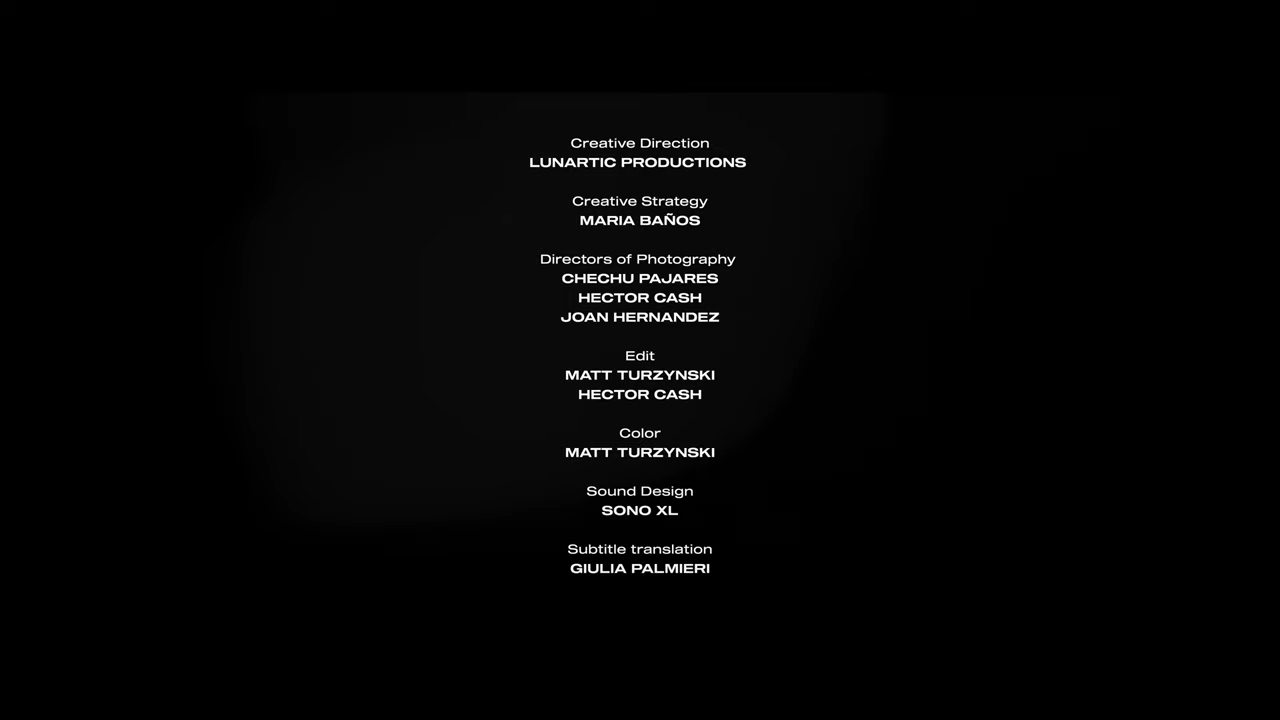 Creative Direction
LUNARTIC PRODUCTIONS
Creative Strategy
MARIA BAÑOS
Directors of Photography
CHECHU PAJARES
HECTOR CASH
JOAN HERNANDEZ
Edit
MATT TURZYNSKI
HECTOR CASH
Color
MATT TURZYNSKI
Sound Design
SONO XL
Subtitle translation
GIULIA PALMIERI